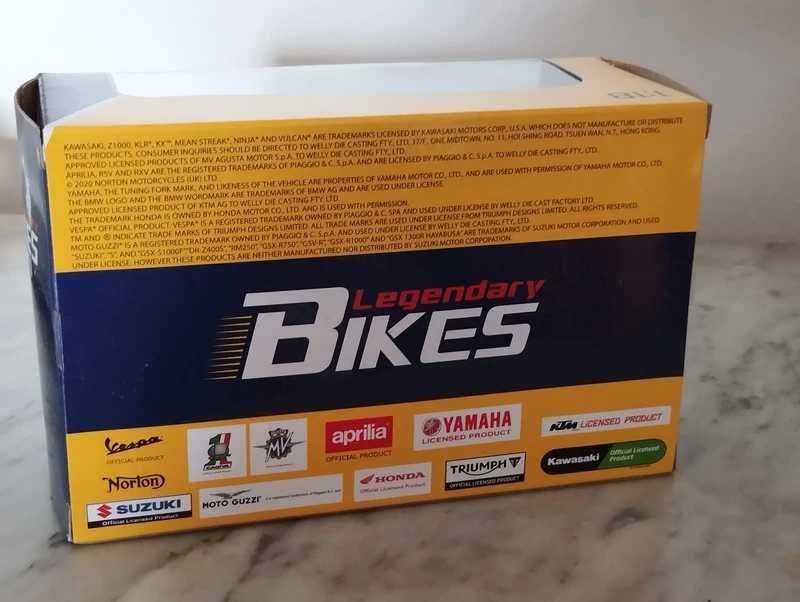 1:18
KAWASAKI, Z1000, KLR®, KX™, MEAN STREAK®, NINJA® AND VULCAN® ARE TRADEMARKS LICENSED BY KAWASAKI MOTORS CORP., U.S.A. WHICH DOES NOT MANUFACTURE OR DISTRIBUTE
THESE PRODUCTS. CONSUMER INQUIRIES SHOULD BE DIRECTED TO WELLY DIE CASTING FTY., LTD. 17/F., ONE MIDTOWN, NO. 11, HOI SHING ROAD, TSUEN WAN, N.T., HONG KONG.
APPROVED LICENSED PRODUCTS OF MV AGUSTA MOTOR S.p.A. TO WELLY DIE CASTING FTY., LTD.
APRILIA, RSV AND RXV ARE THE REGISTERED TRADEMARKS OF PIAGGIO & C. S.p.A. AND ARE LICENSED BY PIAGGIO & C. S.p.A. TO WELLY DIE CASTING FTY., LTD.
© 2020 NORTON MOTORCYCLES (UK) LTD.
YAMAHA, THE TUNING FORK MARK, AND LIKENESS OF THE VEHICLE ARE PROPERTIES OF YAMAHA MOTOR CO., LTD., AND ARE USED WITH PERMISSION OF YAMAHA MOTOR CO., LTD.
THE BMW LOGO AND THE BMW WORDMARK ARE TRADEMARKS OF BMW AG AND ARE USED UNDER LICENSE.
APPROVED LICENSED PRODUCT OF KTM AG TO WELLY DIE CASTING FTY., LTD.
THE TRADEMARK HONDA IS OWNED BY HONDA MOTOR CO., LTD. AND IS USED WITH PERMISSION.
VESPA® OFFICIAL PRODUCT. VESPA® IS A REGISTERED TRADEMARK OWNED BY PIAGGIO & C. SPA AND USED UNDER LICENSE BY WELLY DIE CAST FACTORY LTD.
TM AND ® INDICATE TRADE MARKS OF TRIUMPH DESIGNS LIMITED. ALL TRADE MARKS ARE USED UNDER LICENSE FROM TRIUMPH DESIGNS LIMITED. ALL RIGHTS RESERVED.
MOTO GUZZI® IS A REGISTERED TRADEMARK OWNED BY PIAGGIO & C. S.p.A. AND USED UNDER LICENSE BY WELLY DIE CASTING FTY., LTD.
"SUZUKI", "S", AND "GSX-S1000F" "DR-Z400S", "RM250", "GSX-R750", "GSV-R", "GSX-R1000" AND "GSX 1300R HAYABUSA" ARE TRADEMARKS OF SUZUKI MOTOR CORPORATION AND USED
UNDER LICENSE. HOWEVER THESE PRODUCTS ARE NEITHER MANUFACTURED NOR DISTRIBUTED BY SUZUKI MOTOR CORPORATION.
Legendary
BIKES
KES
Vespa
OFFICIAL PRODUCT
CAGIVA
MV
aprilia
OFFICIAL PRODUCT
YAMAHA
LICENSED PRODUCT
KTM LICENSED PRODUCT
Norton
SUZUKI
Official Licensed Product
MOTO GUZZI® is a registered trademark of Piaggio & C. spa
HONDA
Official Licensed Product
TRIUMPH
OFFICIAL LICENSED PRODUCT
Kawasaki
Official Licensed
Product